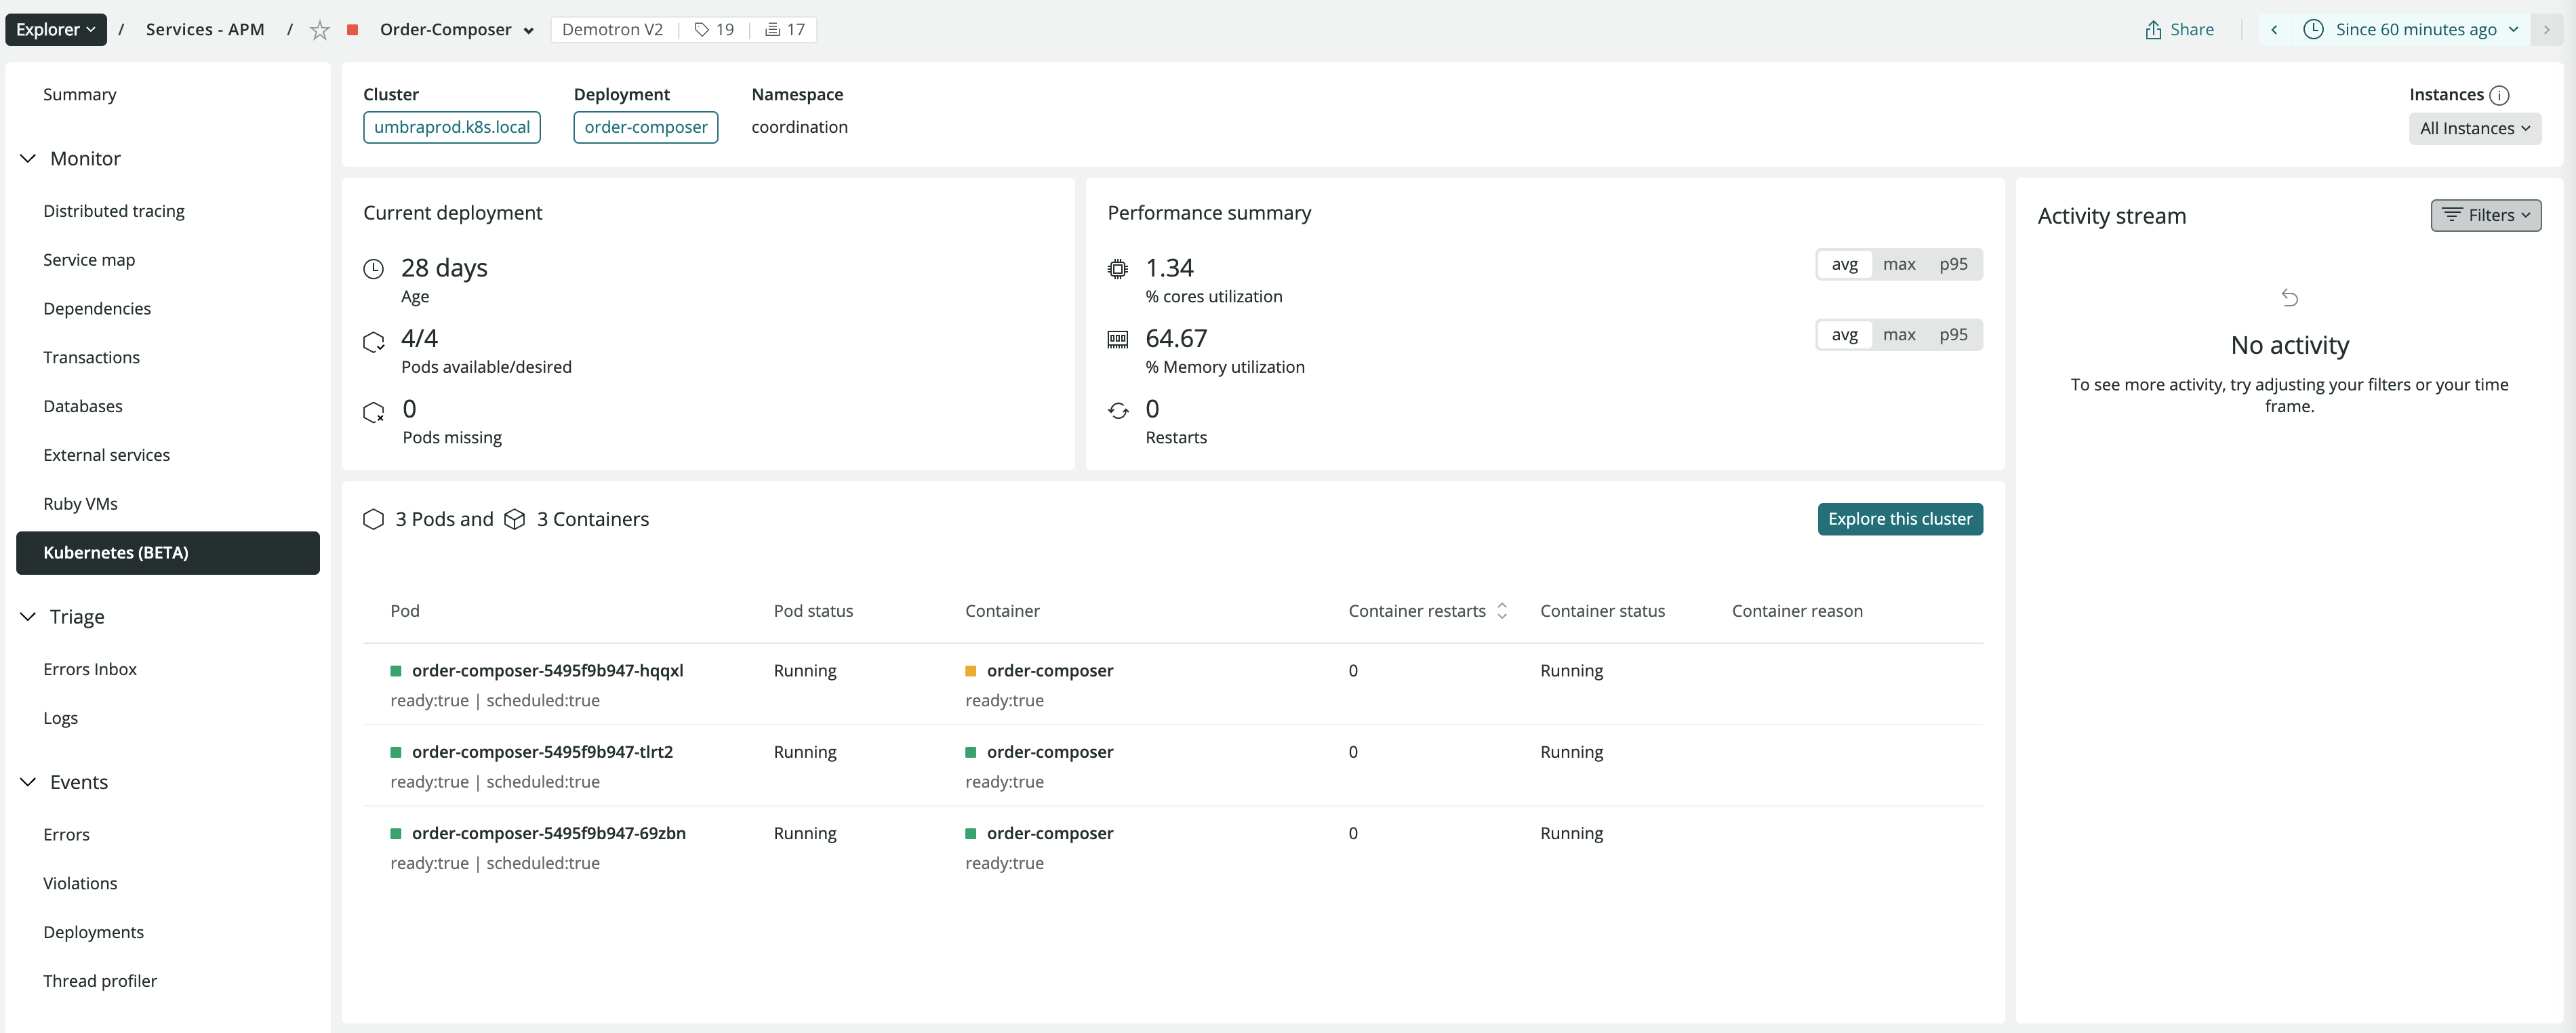 Explorer / Services - APM / Order-Composer Demotron V2 19 17 Share Since 60 minutes ago
Summary
Monitor
Distributed tracing
Service map
Dependencies
Transactions
Databases
External services
Ruby VMs
Kubernetes (BETA)
Triage
Errors Inbox
Logs
Events
Errors
Violations
Deployments
Thread profiler
Cluster Deployment Namespace Instances
umbraprod.k8s.local order-composer coordination All Instances
Current deployment
28 days
Age
4/4
Pods available/desired
0
Pods missing
Performance summary
1.34 avg max p95
% cores utilization
64.67 avg max p95
% Memory utilization
0
Restarts
Activity stream Filters
No activity
To see more activity, try adjusting your filters or your time
frame.
3 Pods and 3 Containers Explore this cluster
Pod Pod status Container Container restarts Container status Container reason
order-composer-5495f9b947-hqqxl Running order-composer 0 Running
ready:true | scheduled:true ready:true
order-composer-5495f9b947-tlrt2 Running order-composer 0 Running
ready:true | scheduled:true ready:true
order-composer-5495f9b947-69zbn Running order-composer 0 Running
ready:true | scheduled:true ready:true